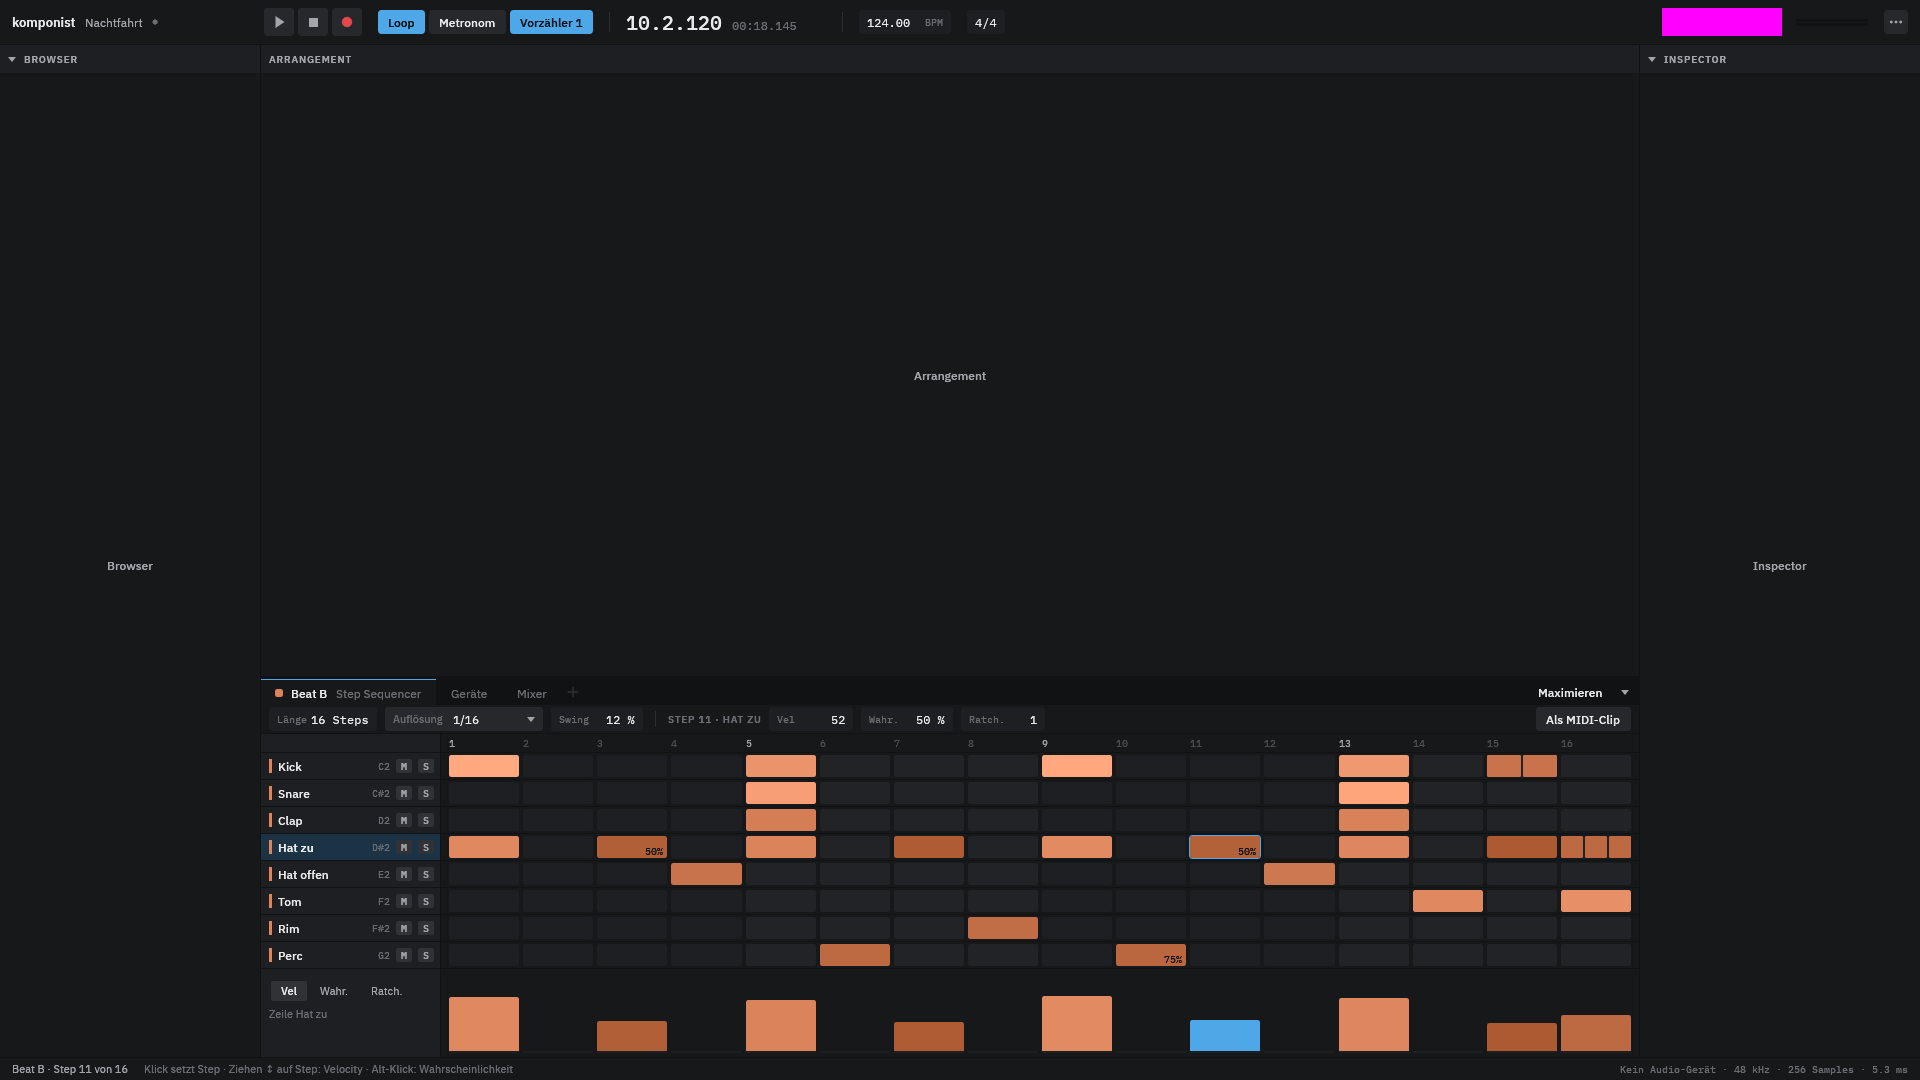 komponist Nachtfahrt Loop Metronom Vorzähler 1 10.2.120 00:18.145 124.00 BPM 4/4
BROWSER ARRANGEMENT INSPECTOR
Arrangement
Browser Inspector
Beat B Step Sequencer Geräte Mixer + Maximieren
Länge 16 Steps Auflösung 1/16 Swing 12 % STEP 11 · HAT ZU Vel 52 Wahr. 50 % Ratch. 1 Als MIDI-Clip
1 2 3 4 5 6 7 8 9 10 11 12 13 14 15 16
Kick C2 M S
Snare C#2 M S
Clap D2 M S
Hat zu D#2 M S 50% 50%
Hat offen E2 M S
Tom F2 M S
Rim F#2 M S
Perc G2 M S 75%
Vel Wahr. Ratch.
Zeile Hat zu
Beat B · Step 11 von 16 Klick setzt Step · Ziehen ↕ auf Step: Velocity · Alt-Klick: Wahrscheinlichkeit Kein Audio-Gerät · 48 kHz · 256 Samples · 5.3 ms